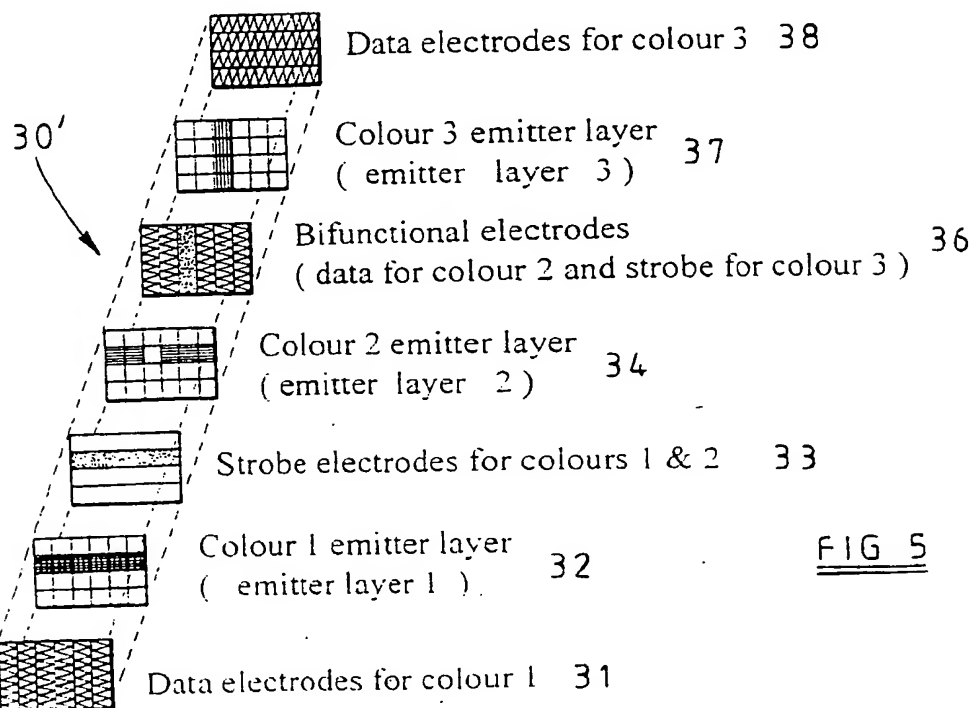 Data electrodes for colour 3 38
30'
Colour 3 emitter layer
( emitter layer 3 ) 37
Bifunctional electrodes 36
( data for colour 2 and strobe for colour 3 )
Colour 2 emitter layer
( emitter layer 2 ) 34
Strobe electrodes for colours 1 & 2 33
Colour 1 emitter layer
( emitter layer 1 ) 32
FIG 5
Data electrodes for colour 1 31